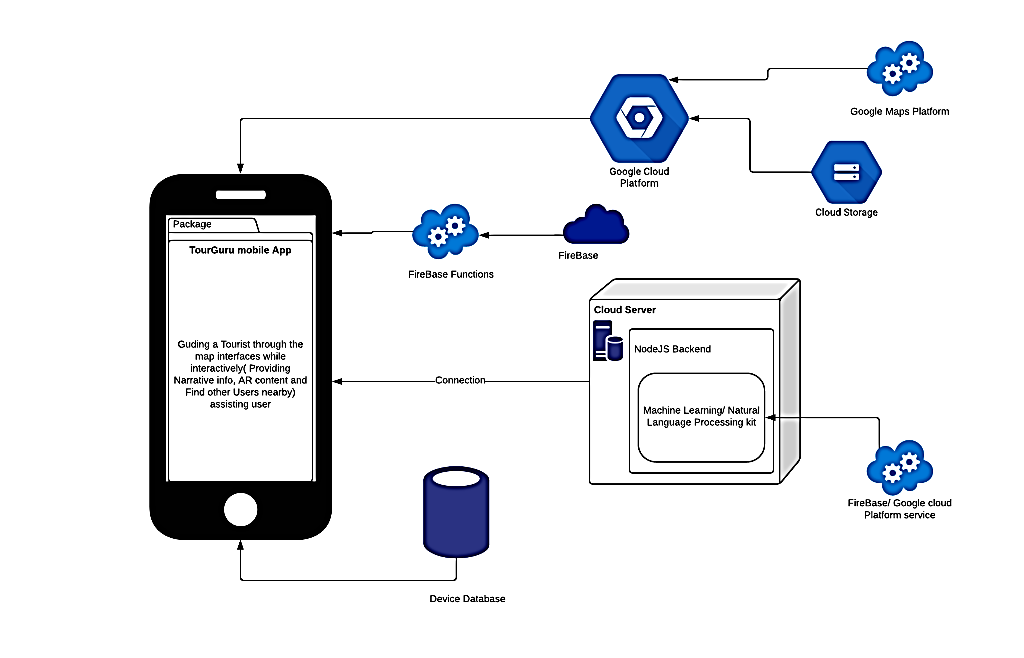 Google Maps Platform
Google Cloud
Platform
Cloud Storage
Package
TourGuru mobile App
Guding a Tourist through the
map interfaces while
interactively( Providing
Narrative info, AR content and
Find other Users nearby)
assisting user
FireBase Functions
FireBase
Connection
Cloud Server
NodeJS Backend
Machine Learning/ Natural
Language Processing kit
FireBase/ Google cloud
Platform service
Device Database